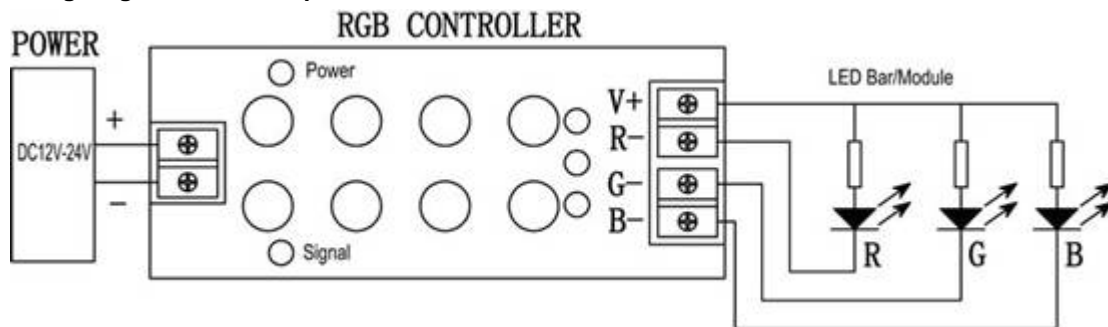 RGB CONTROLLER
POWER
Power
LED Bar/Module
V+
+
R-
DC12V-24V
G-
-
B-
Signal
R
G
B